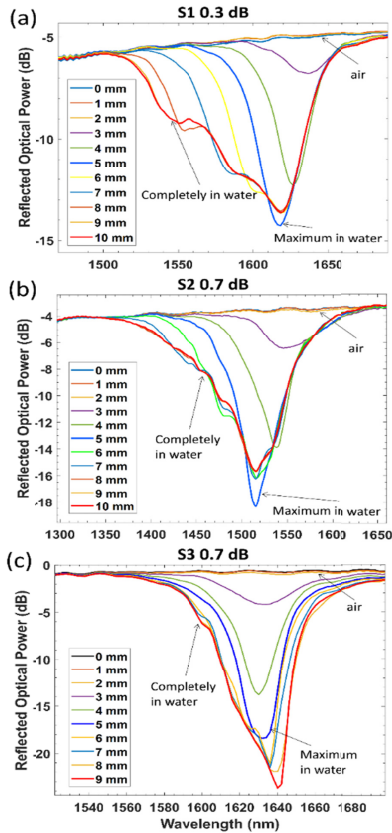 (a)
S1 0.3 dB
Reflected Optical Power (dB)
-5
-10
-15
0 mm
1 mm
2 mm
3 mm
4 mm
5 mm
6 mm
7 mm
8 mm
9 mm
10 mm
air
Completely in water
Maximum in water
1500
1550
1600
1650
(b)
S2 0.7 dB
Reflected Optical Power (dB)
-4
-6
-8
-10
-12
-14
-16
-18
0 mm
1 mm
2 mm
3 mm
4 mm
5 mm
6 mm
7 mm
8 mm
9 mm
10 mm
air
Completely
in water
Maximum in water
1300
1400
1450
1500
1550
1600
1650
(c)
S3 0.7 dB
Reflected Optical Power (dB)
0
-5
-10
-15
-20
0 mm
1 mm
2 mm
3 mm
4 mm
5 mm
6 mm
7 mm
8 mm
9 mm
air
Completely
in water
Maximum
in water
1520
1540
1560
1580
1600
1620
1640
1660
1680
Wavelength (nm)